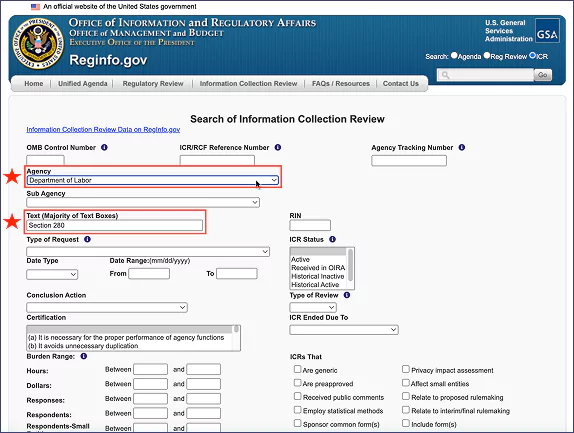 An official website of the United States government
OFFICE OF INFORMATION AND REGULATORY AFFAIRS
OFFICE OF MANAGEMENT AND BUDGET
EXECUTIVE OFFICE OF THE PRESIDENT
Reginfo.gov
U.S. General
Services
Administration
GSA
Search: Agenda Reg Review ICR
Go
Home Unified Agenda Regulatory Review Information Collection Review FAQs / Resources Contact Us
Search of Information Collection Review
Information Collection Review Data on RegInfo.gov
OMB Control Number ICR/RCF Reference Number Agency Tracking Number
Agency
Department of Labor
Sub Agency
Text (Majority of Text Boxes) RIN
Section 280
Type of Request ICR Status
Active
Received in OIRA
Historical Inactive
Historical Active
Date Type Date Range:(mm/dd/yyyy)
From To
Conclusion Action Type of Review
Certification ICR Ended Due To
(a) It is necessary for the proper performance of agency functions
(b) It avoids unnecessary duplication
Burden Range: ICRs That
Hours: Between and Are generic Privacy impact assessment
Dollars: Between and Are preapproved Affect small entities
Responses: Between and Received public comments Relate to proposed rulemaking
Respondents: Between and Employ statistical methods Relate to interim/final rulemaking
Respondents-Small Between and Sponsor common form(s) Include form(s)